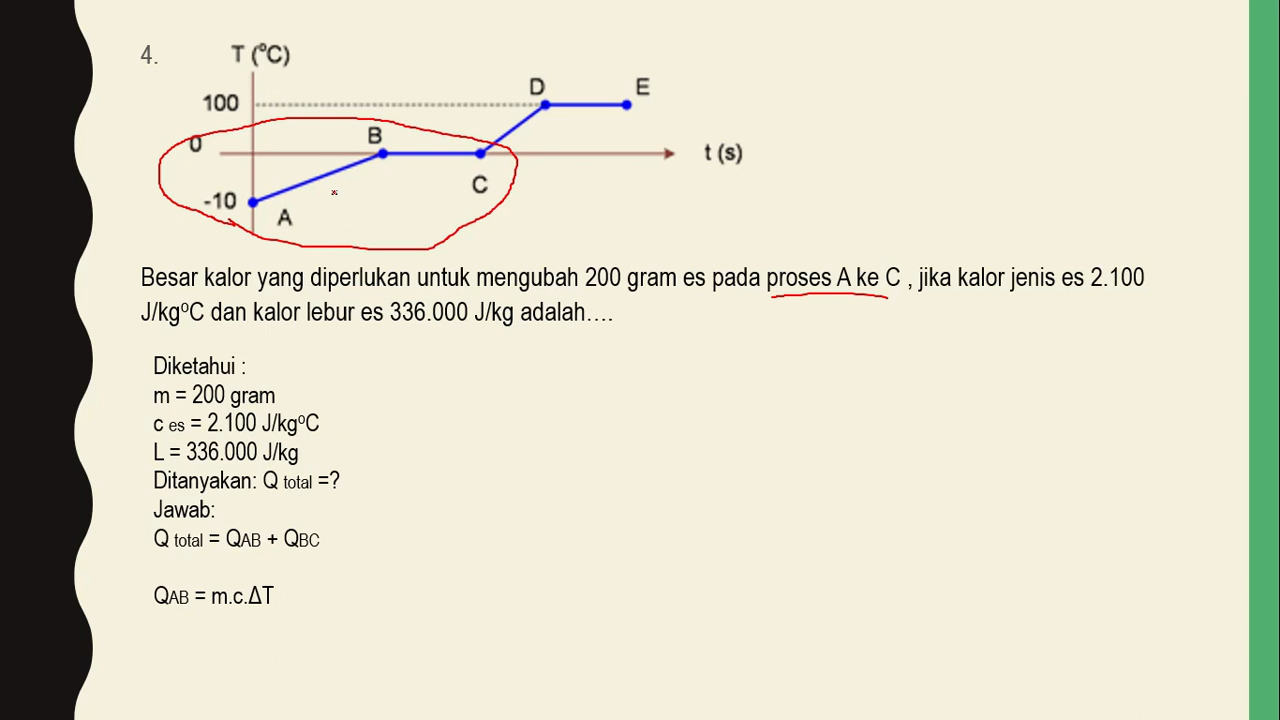 4.
T (°C)
100
0
-10
A
B
C
D
E
t (s)
Besar kalor yang diperlukan untuk mengubah 200 gram es pada proses A ke C , jika kalor jenis es 2.100
J/kg⁰C dan kalor lebur es 336.000 J/kg adalah….
Diketahui :
m = 200 gram
c es = 2.100 J/kg⁰C
L = 336.000 J/kg
Ditanyakan: Q total =?
Jawab:
Q total = QAB + QBC
QAB = m.c.ΔT